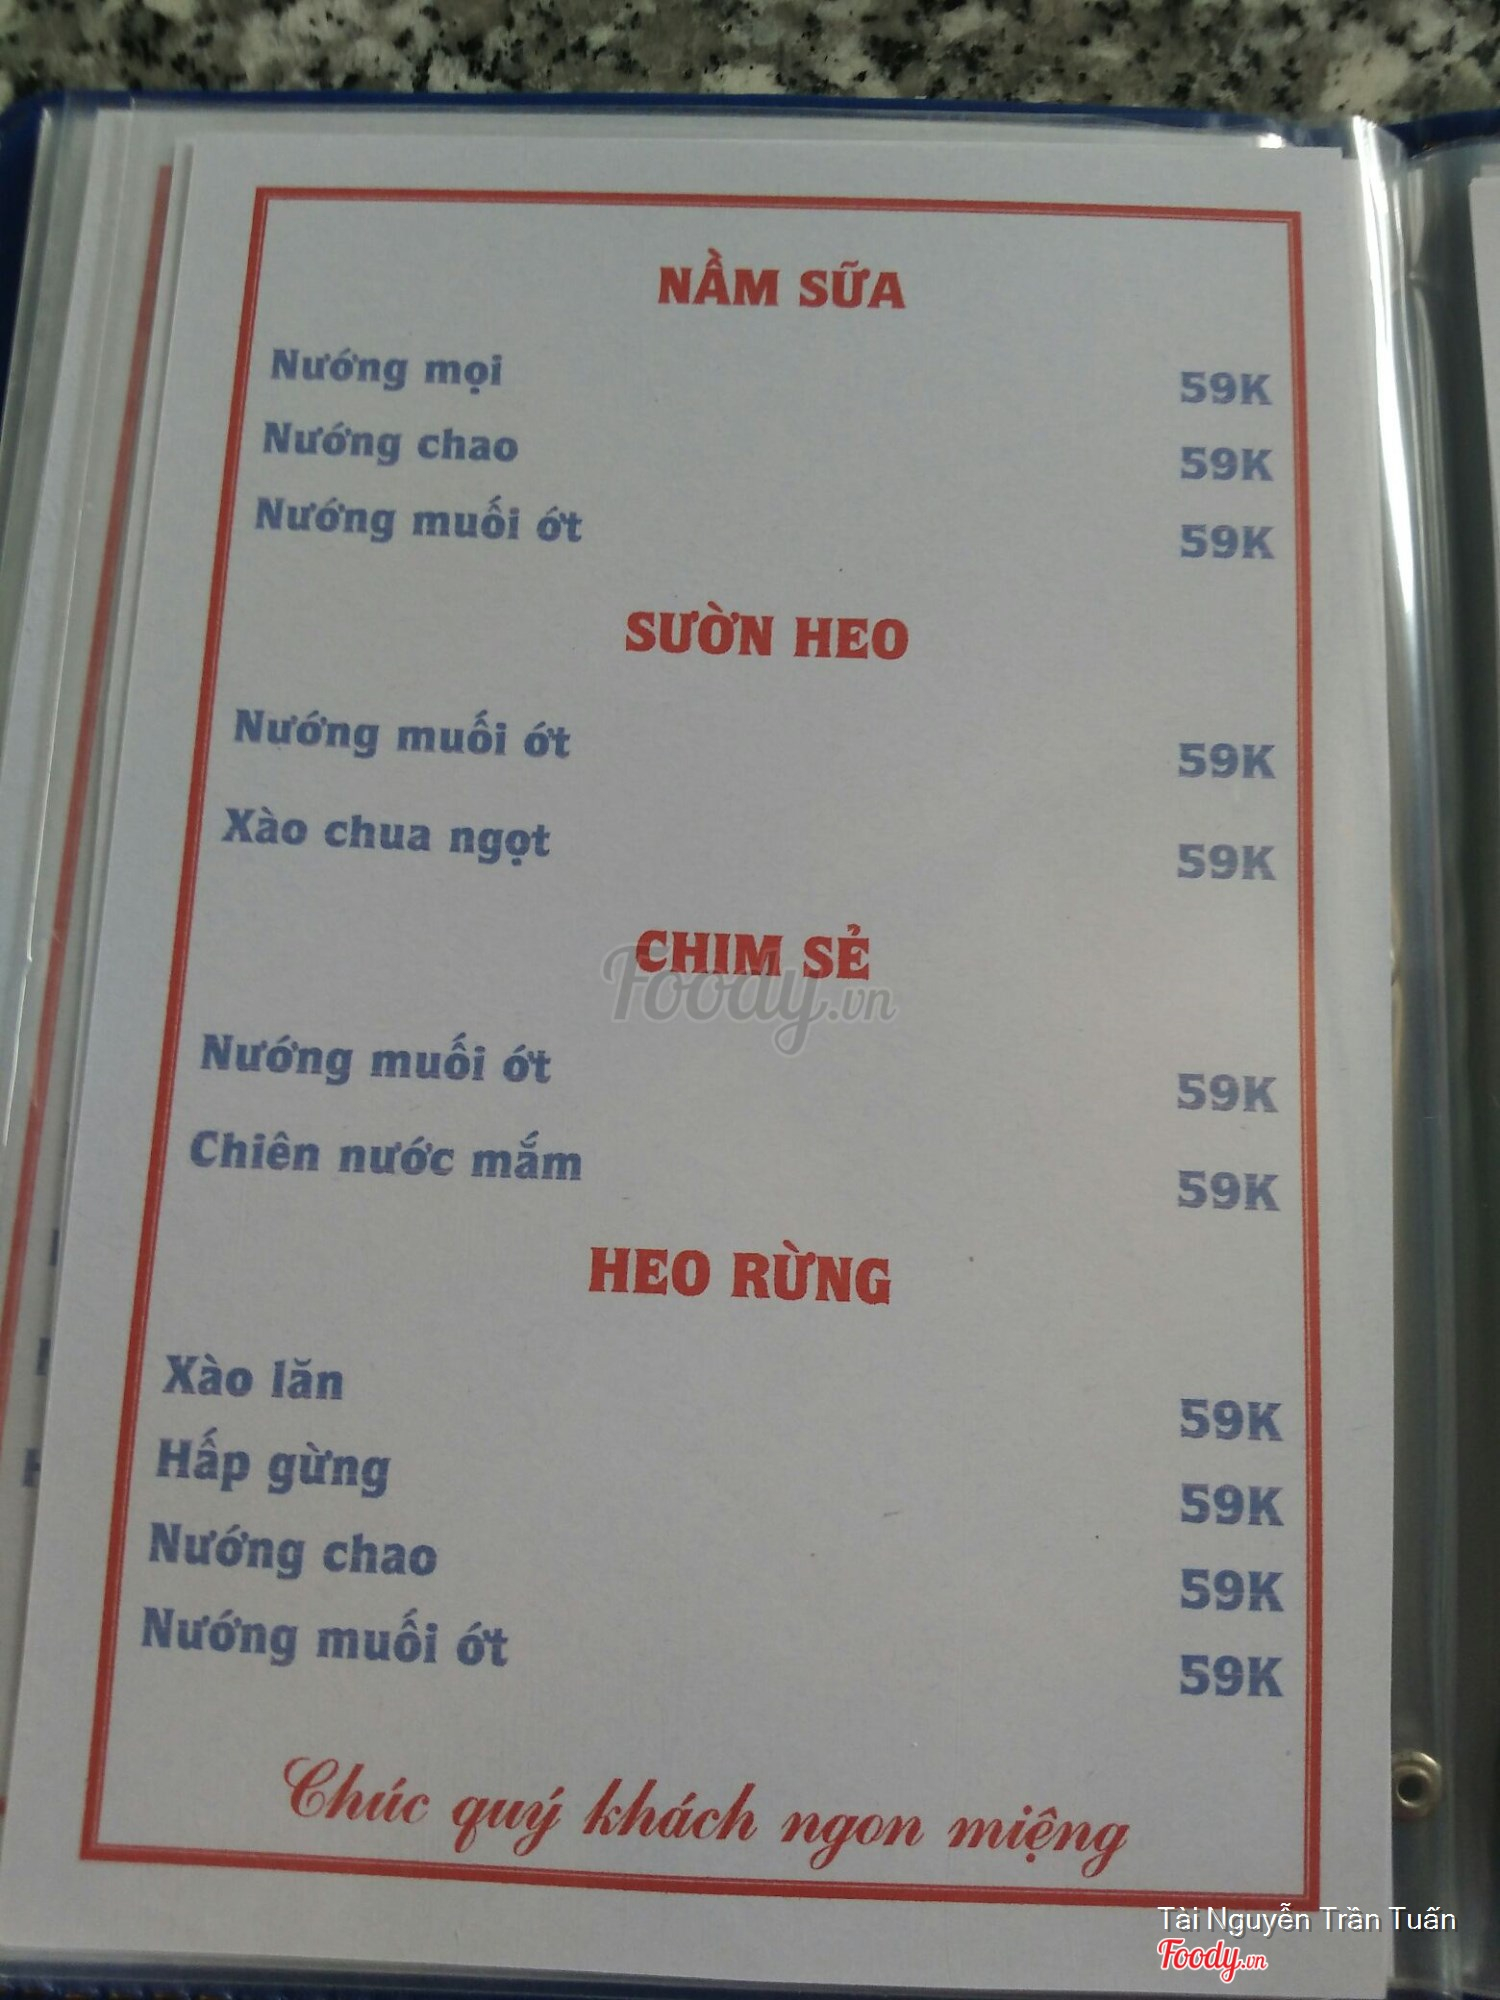 NẦM SỮA
Nướng mọi 59K
Nướng chao 59K
Nướng muối ớt 59K
SƯỜN HEO
Nướng muối ớt 59K
Xào chua ngọt 59K
CHIM SẺ
Foody.vn
Nướng muối ớt 59K
Chiên nước mắm 59K
HEO RỪNG
Xào lăn 59K
Hấp gừng 59K
Nướng chao 59K
Nướng muối ớt 59K
Chúc quý khách ngon miệng
Tài Nguyễn Trần Tuấn
Foody.vn